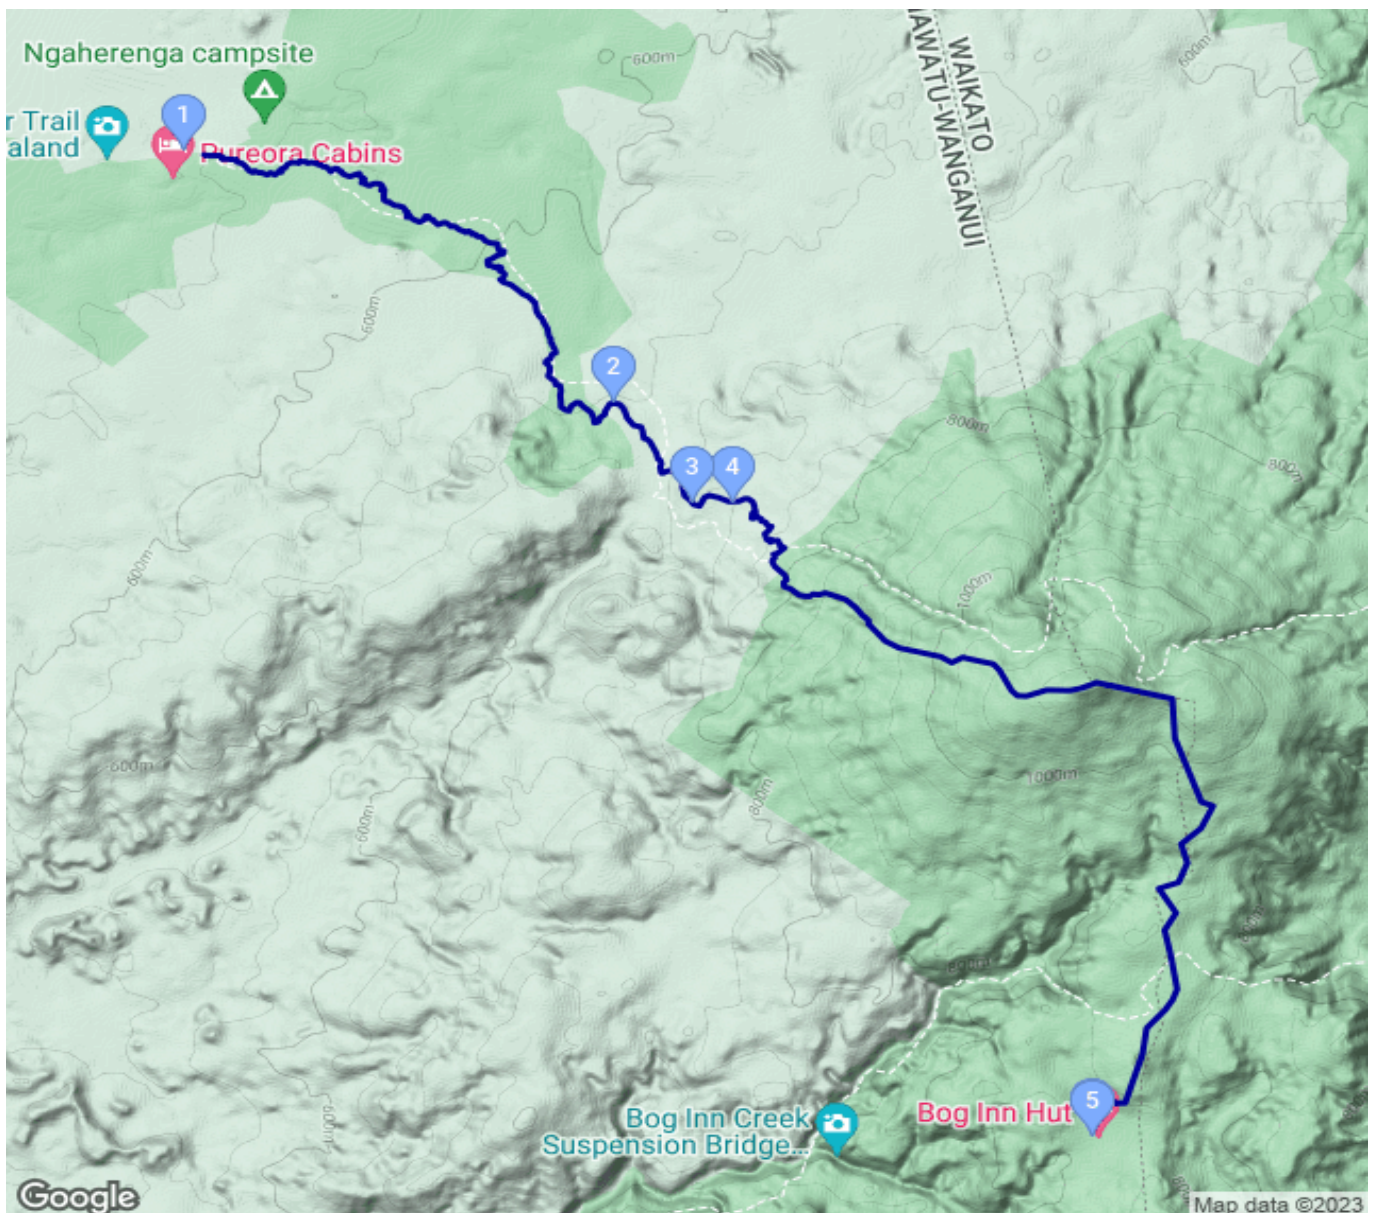 Ngaherenga campsite
1
r Trail
aland
Pureora Cabins
600m
600m
WAIKATO
AWATU-WANGANUI
600m
2
3
4
800m
800m
600m
1000m
600m
1000m
800m
600m
800m
800m
600m
Bog Inn Hut
5
Bog Inn Creek
Suspension Bridge...
Google
Map data ©2023